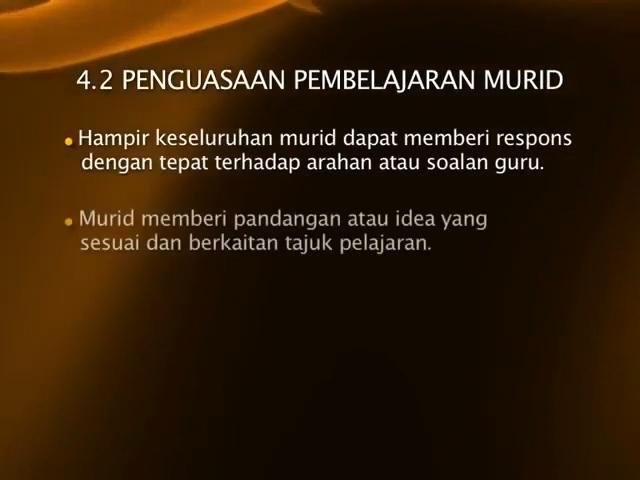 4.2 PENGUASAAN PEMBELAJARAN MURID
• Hampir keseluruhan murid dapat memberi respons
dengan tepat terhadap arahan atau soalan guru.
• Murid memberi pandangan atau idea yang
sesuai dan berkaitan tajuk pelajaran.